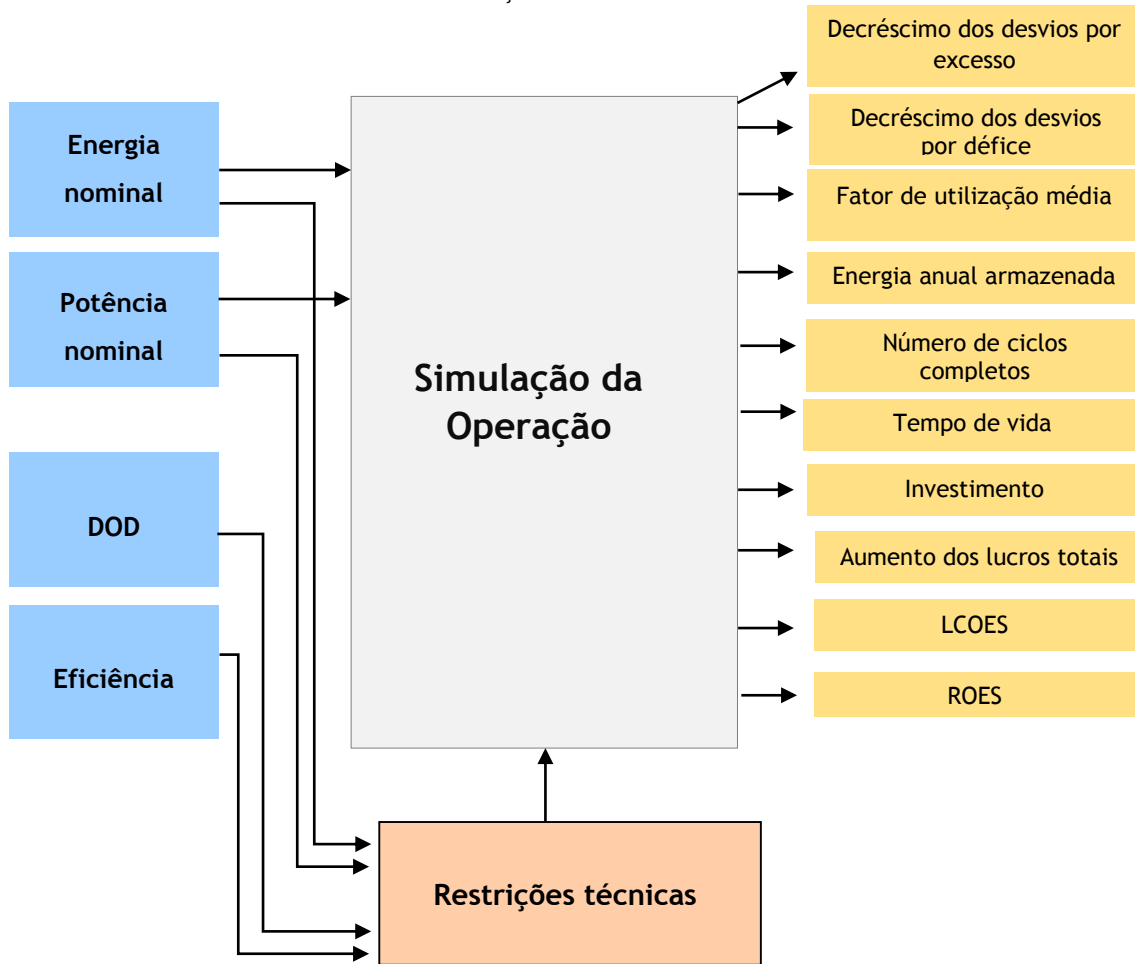 Energia
nominal
Potência
nominal
DOD
Eficiência
Simulação da
Operação
Restrições técnicas
Decréscimo dos desvios por
excesso
Decréscimo dos desvios
por défice
Fator de utilização média
Energia anual armazenada
Número de ciclos
completos
Tempo de vida
Investimento
Aumento dos lucros totais
LCOES
ROES